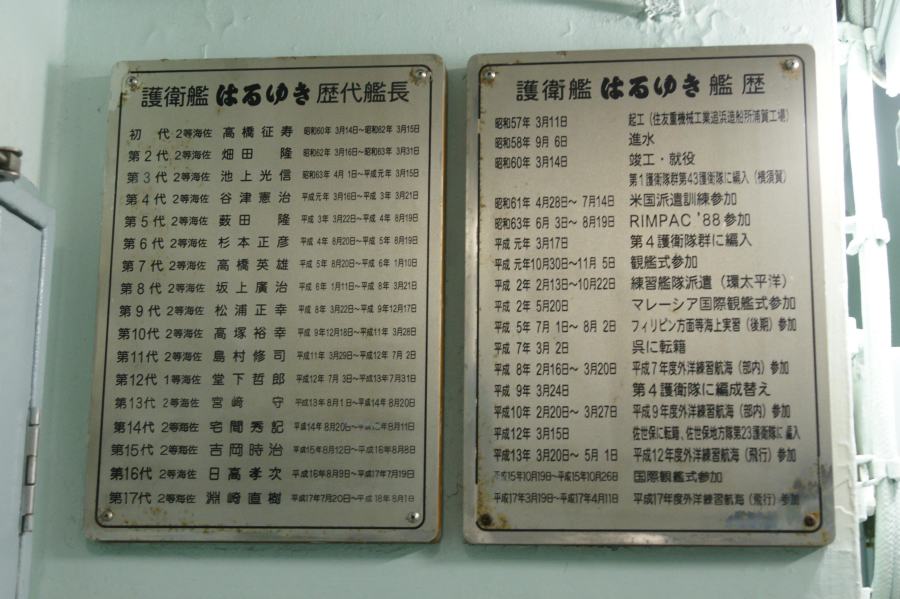 護衛艦 はるゆき 歴代艦長
初代 2等海佐 高橋征寿 昭和60年 3月14日〜昭和62年 3月15日
第2代 2等海佐 畑田 隆 昭和62年 3月16日〜昭和63年 3月31日
第3代 2等海佐 池上光信 昭和63年 4月 1日〜平成元年 3月15日
第4代 2等海佐 谷津憲治 平成元年 3月16日〜平成 3年 3月21日
第5代 2等海佐 薮田 隆 平成 3年 3月22日〜平成 4年 8月19日
第6代 2等海佐 杉本正彦 平成 4年 8月20日〜平成 5年 8月19日
第7代 2等海佐 高橋英雄 平成 5年 8月20日〜平成 6年 1月10日
第8代 2等海佐 坂上廣治 平成 6年 1月11日〜平成 8年 3月21日
第9代 2等海佐 松浦正幸 平成 8年 3月22日〜平成 9年12月17日
第10代 2等海佐 高塚裕幸 平成 9年12月18日〜平成11年 3月28日
第11代 2等海佐 島村修司 平成11年 3月29日〜平成12年 7月 2日
第12代 1等海佐 堂下哲郎 平成12年 7月 3日〜平成13年 7月31日
第13代 2等海佐 宮﨑 守 平成13年 8月 1日〜平成14年 8月20日
第14代 2等海佐 宅間秀記 平成14年 8月20日〜 年 8月11日
第15代 2等海佐 吉岡時治 平成15年 8月12日〜平成16年 8月8日
第16代 2等海佐 日高孝次 平成16年 8月9日〜平成17年 7月19日
第17代 2等海佐 淵﨑直樹 平成17年 7月20日〜平成18年 8月1日
護衛艦 はるゆき 艦歴
昭和57年 3月11日 起工(住友重機械工業追浜造船所浦賀工場)
昭和58年 9月 6日 進水
昭和60年 3月14日 竣工・就役
第1護衛隊群第43護衛隊に編入(横須賀)
昭和61年 4月28日〜 7月14日 米国派遣訓練参加
昭和63年 6月 3日〜 8月19日 RIMPAC '88参加
平成 元年 3月17日 第4護衛隊群に編入
平成 元年10月30日〜11月 5日 観艦式参加
平成 2年 2月13日〜10月22日 練習艦隊派遣(環太平洋)
平成 2年 5月20日 マレーシア国際観艦式参加
平成 5年 7月 1日〜 8月 2日 フィリピン方面等海上実習(後期)参加
平成 7年 3月 2日 呉に転籍
平成 8年 2月16日〜 3月20日 平成7年度外洋練習航海(部内)参加
平成 9年 3月24日 第4護衛隊に編成替え
平成10年 2月20日〜 3月27日 平成9年度外洋練習航海(部内)参加
平成12年 3月15日 佐世保に転籍、佐世保地方隊第23護衛隊に編入
平成13年 3月20日〜 5月 1日 平成12年度外洋練習航海(飛行)参加
平成15年10月19日〜平成15年10月26日 国際観艦式参加
平成17年3月19日〜平成17年4月11日 平成17年度外洋練習航海(飛行)参加